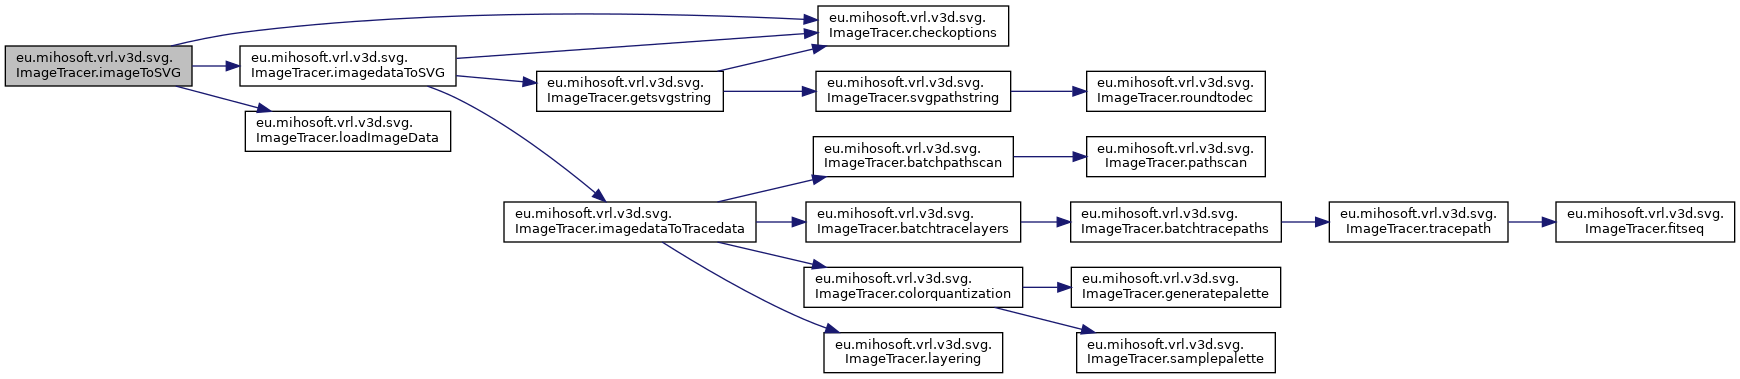 eu.mihosoft.vrl.v3d.svg.
ImageTracer.imageToSVG
eu.mihosoft.vrl.v3d.svg.
ImageTracer.imagedataToSVG
eu.mihosoft.vrl.v3d.svg.
ImageTracer.loadImageData
eu.mihosoft.vrl.v3d.svg.
ImageTracer.checkoptions
eu.mihosoft.vrl.v3d.svg.
ImageTracer.getsvgstring
eu.mihosoft.vrl.v3d.svg.
ImageTracer.svgpathstring
eu.mihosoft.vrl.v3d.svg.
ImageTracer.roundtodec
eu.mihosoft.vrl.v3d.svg.
ImageTracer.imagedataToTracedata
eu.mihosoft.vrl.v3d.svg.
ImageTracer.batchpathscan
eu.mihosoft.vrl.v3d.svg.
ImageTracer.pathscan
eu.mihosoft.vrl.v3d.svg.
ImageTracer.batchtracelayers
eu.mihosoft.vrl.v3d.svg.
ImageTracer.batchtracepaths
eu.mihosoft.vrl.v3d.svg.
ImageTracer.tracepath
eu.mihosoft.vrl.v3d.svg.
ImageTracer.fitseq
eu.mihosoft.vrl.v3d.svg.
ImageTracer.colorquantization
eu.mihosoft.vrl.v3d.svg.
ImageTracer.generatepalette
eu.mihosoft.vrl.v3d.svg.
ImageTracer.samplepalette
eu.mihosoft.vrl.v3d.svg.
ImageTracer.layering